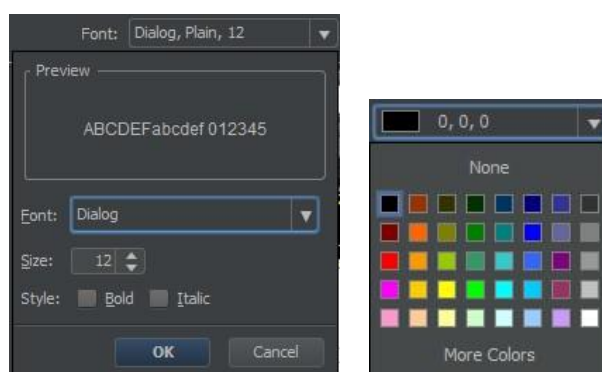 Font: Dialog, Plain, 12
Preview
ABCDEFabcdef 012345
Font: Dialog
Size: 12
Style: Bold Italic
OK Cancel
0, 0, 0
None
More Colors